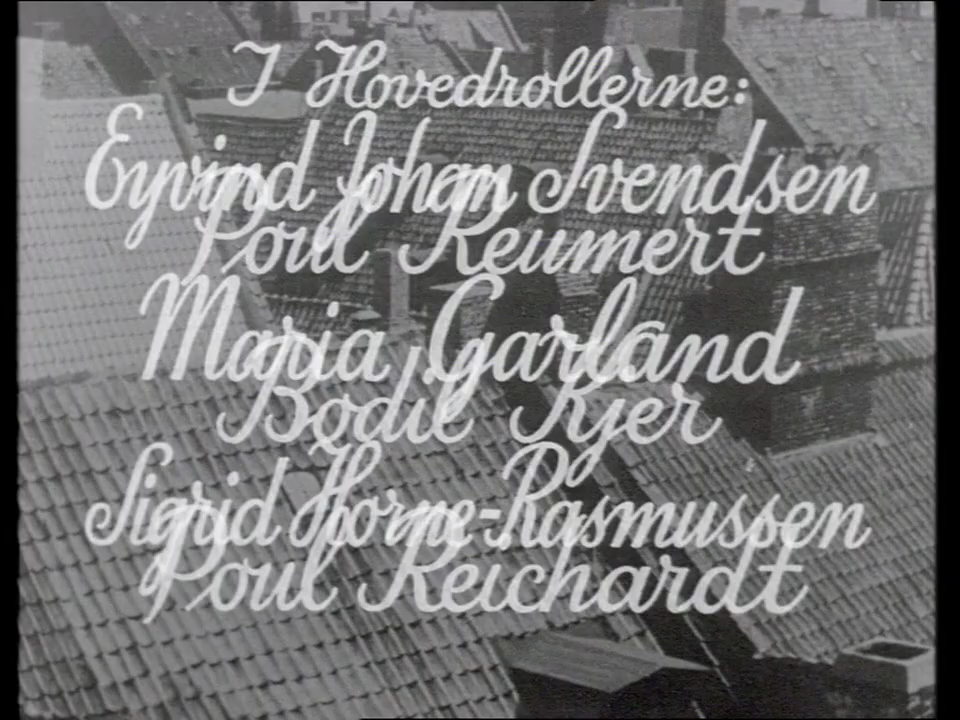 I Hovedrollerne:
Eyvind Johan Svendsen
Poul Reumert
Maria Garland
Bodil Kjer
Sigrid Horne-Rasmussen
Poul Reichardt